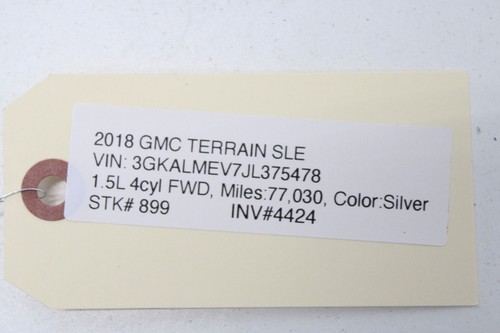 2018 GMC TERRAIN SLE
VIN: 3GKALMEV7JL375478
1.5L 4cyl FWD, Miles:77,030, Color:Silver
STK# 899 INV#4424